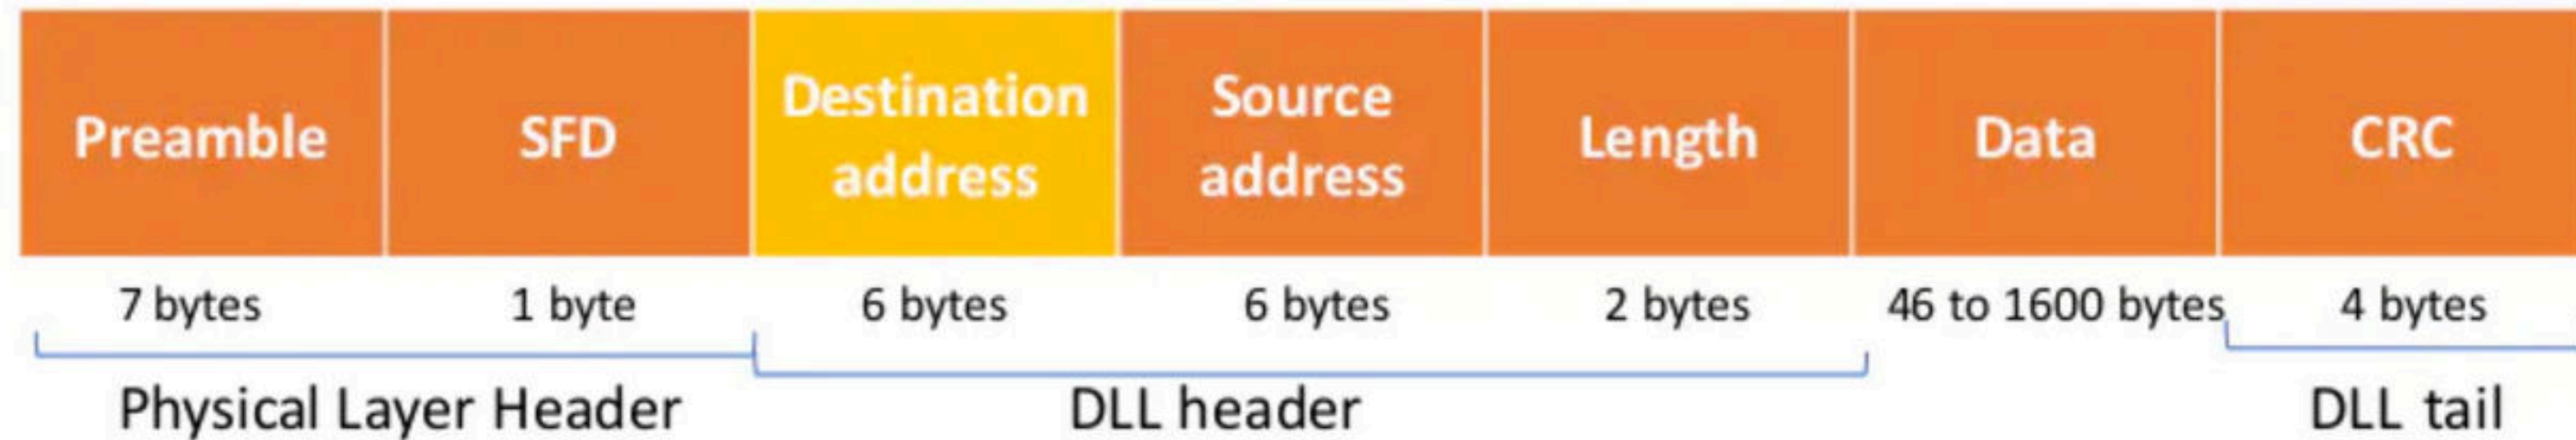 Preamble
SFD
Destination
address
Source
address
Length
Data
CRC
7 bytes
1 byte
6 bytes
6 bytes
2 bytes
46 to 1600 bytes
4 bytes
Physical Layer Header
DLL header
DLL tail